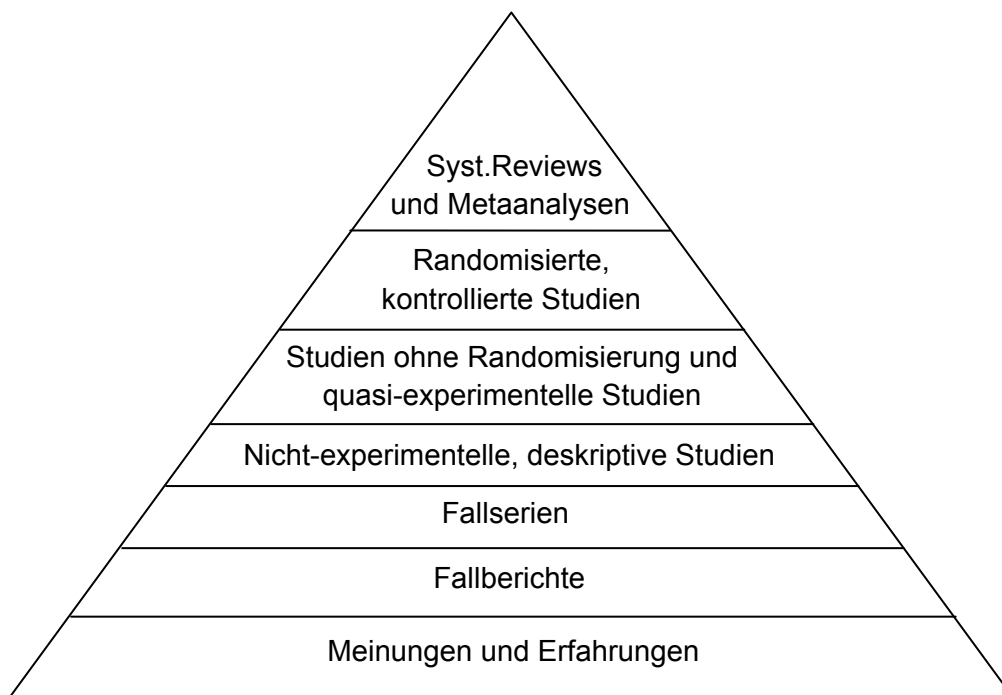 Syst.Reviews
und Metaanalysen
Randomisierte,
kontrollierte Studien
Studien ohne Randomisierung und
quasi-experimentelle Studien
Nicht-experimentelle, deskriptive Studien
Fallserien
Fallberichte
Meinungen und Erfahrungen